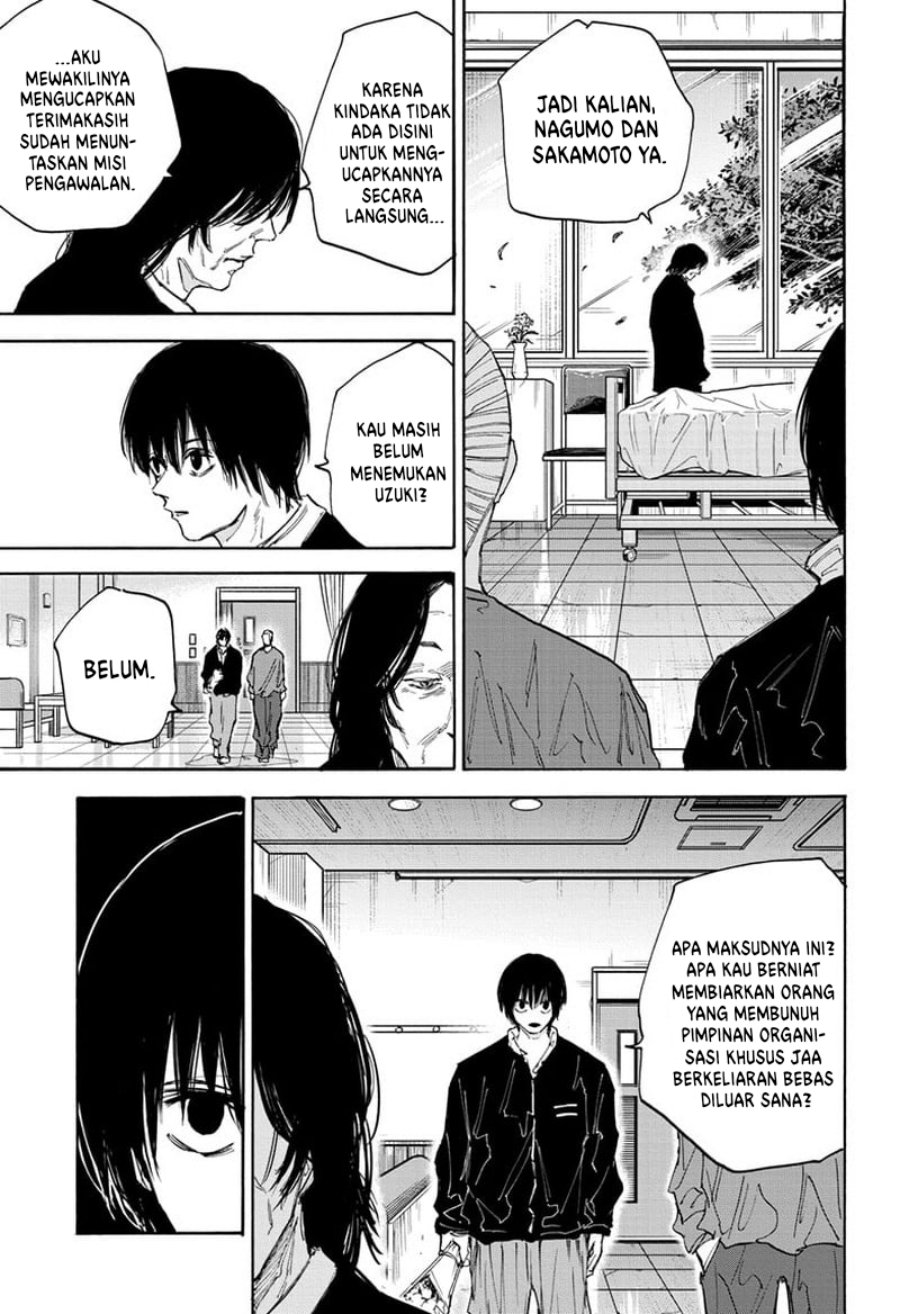 JADI KALIAN,
NAGUMO DAN
SAKAMOTO YA.
KARENA
KINDAKA TIDAK
ADA DISINI
UNTUK MENG-
UCAPKANNYA
SECARA
LANGSUNG...
...AKU
MEWAKILINYA
MENGUCAPKAN
TERIMAKASIH
SUDAH MENUN-
TASKAN MISI
PENGAWALAN.
KAU MASIH
BELUM
MENEMUKAN
UZUKI?
BELUM.
APA MAKSUDNYA INI?
APA KAU BERNIAT
MEMBIARKAN ORANG
YANG MEMBUNUH
PIMPINAN ORGANI-
SASI KHUSUS JAA
BERKELIARAN BEBAS
DILUAR SANA?